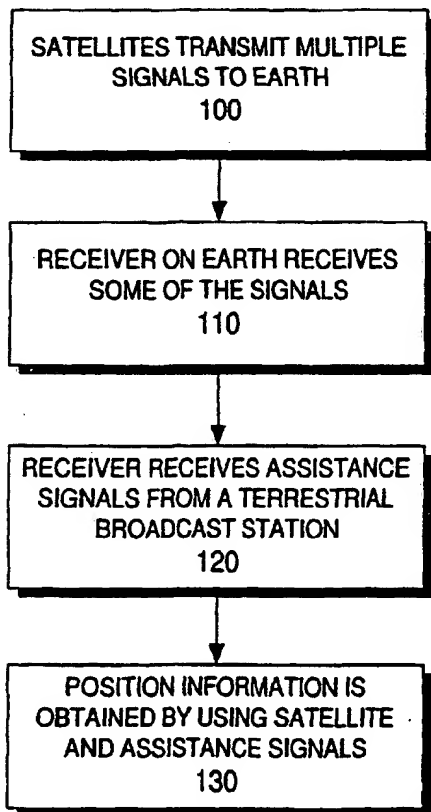 SATELLITES TRANSMIT MULTIPLE
SIGNALS TO EARTH
100
RECEIVER ON EARTH RECEIVES
SOME OF THE SIGNALS
110
RECEIVER RECEIVES ASSISTANCE
SIGNALS FROM A TERRESTRIAL
BROADCAST STATION
120
POSITION INFORMATION IS
OBTAINED BY USING SATELLITE
AND ASSISTANCE SIGNALS
130